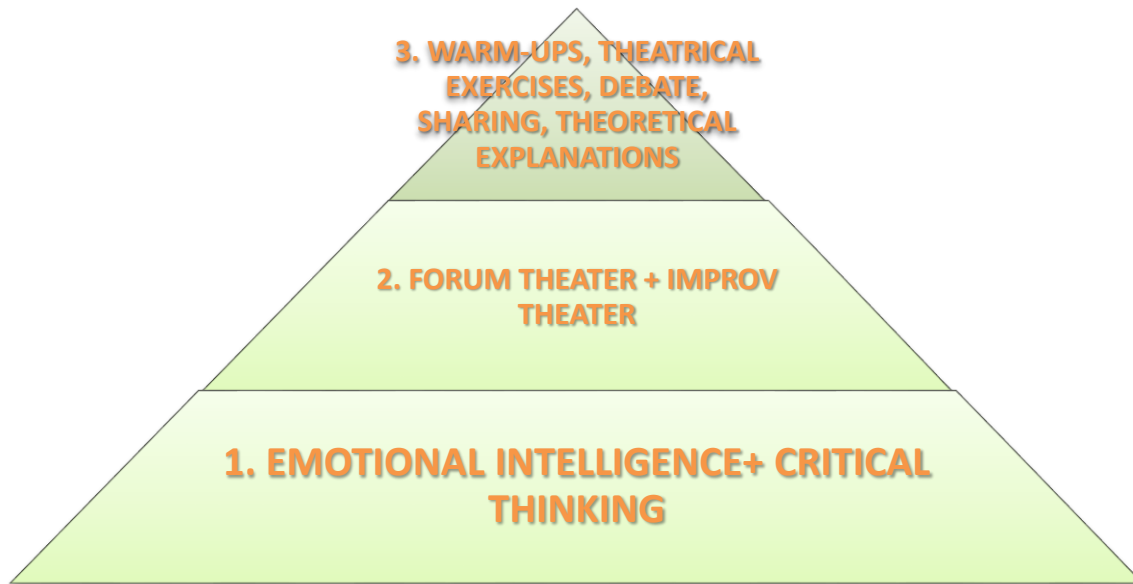 3. WARM-UPS, THEATRICAL
EXERCISES, DEBATE,
SHARING, THEORETICAL
EXPLANATIONS
2. FORUM THEATER + IMPROV
THEATER
1. EMOTIONAL INTELLIGENCE+ CRITICAL
THINKING